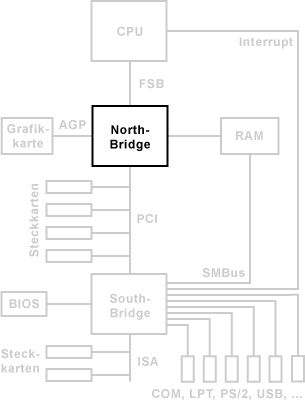 CPU
Interrupt
FSB
Grafik-
karte
AGP
North-
Bridge
RAM
Steckkarten
PCI
SMBus
BIOS
South-
Bridge
Steck-
karten
ISA
COM, LPT, PS/2, USB, ...